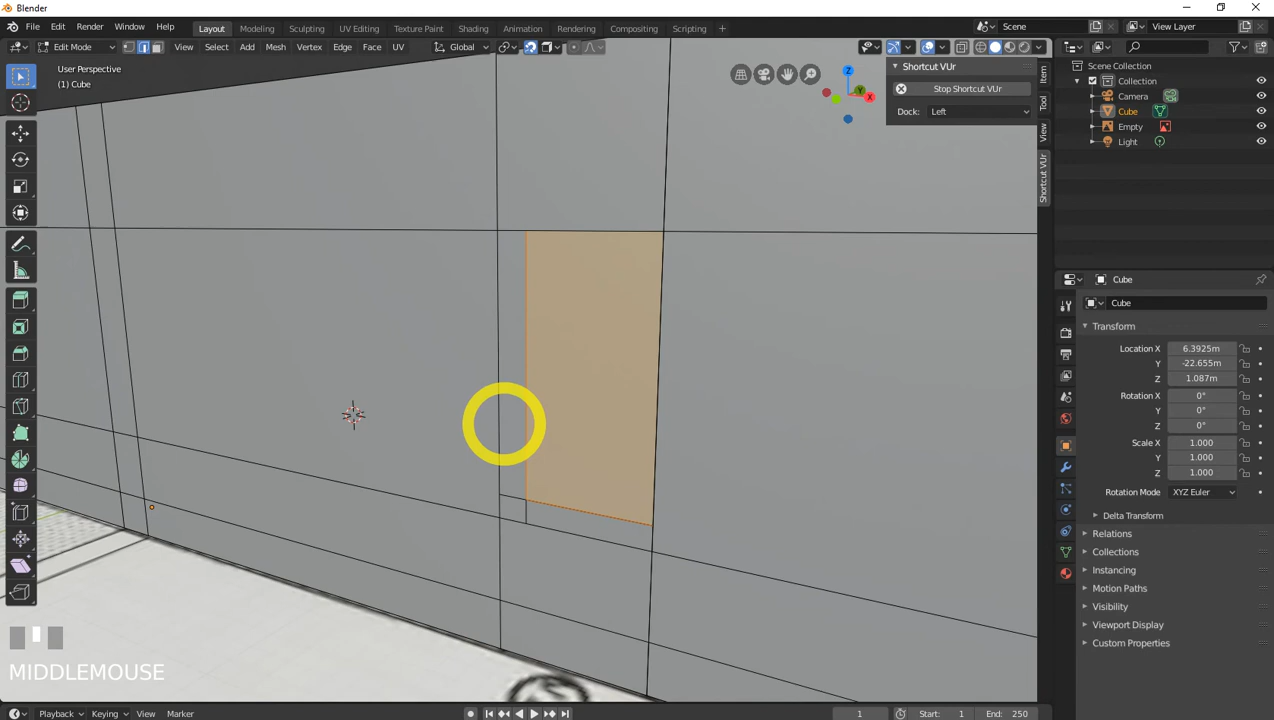 Blender
File Edit Render Window Help
Layout Modeling Sculpting UV Editing Texture Paint Shading Animation Rendering Compositing Scripting +
Scene
View Layer
Edit Mode View Select Add Mesh Vertex Edge Face UV
Global
User Perspective
(1) Cube
Z
Y
X
Shortcut VUr
Stop Shortcut VUr
Dock: Left
Item
Tool
View
Shortcut VUr
Scene Collection
Collection
Camera
Cube
Empty
Light
Cube
Cube
Transform
Location X 6.3925m
Y -22.655m
Z 1.087m
Rotation X 0°
Y 0°
Z 0°
Scale X 1.000
Y 1.000
Z 1.000
Rotation Mode XYZ Euler
Delta Transform
Relations
Collections
Instancing
Motion Paths
Visibility
Viewport Display
Custom Properties
MIDDLEMOUSE
Playback Keying View Marker
1
Start: 1
End: 250